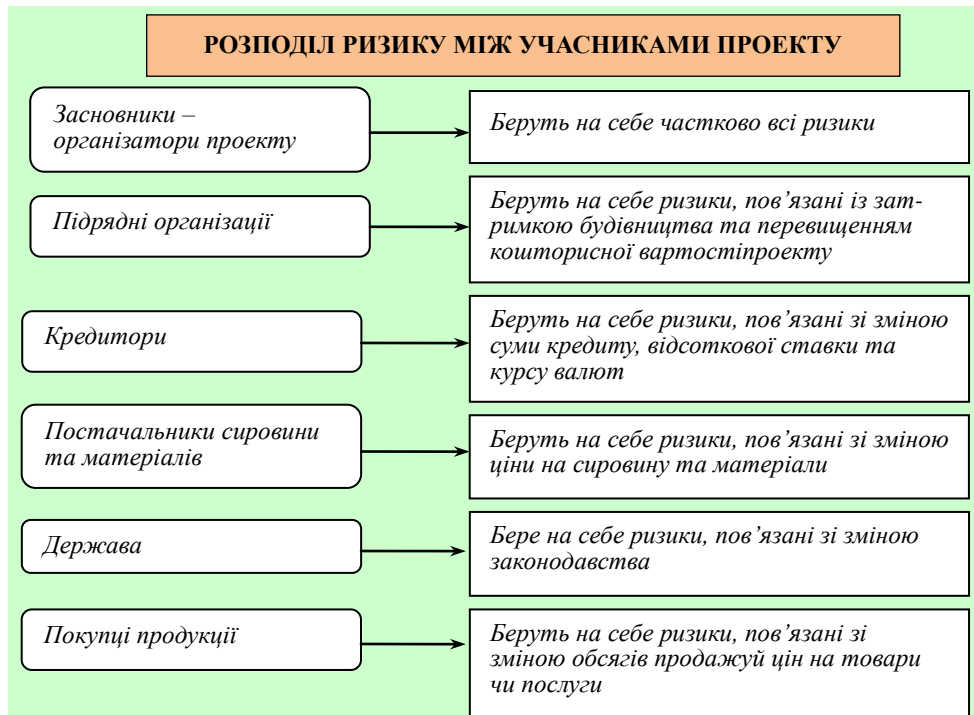 РОЗПОДІЛ РИЗИКУ МІЖ УЧАСНИКАМИ ПРОЕКТУ
Засновники –
організатори проекту
Беруть на себе частково всі ризики
Підрядні організації
Беруть на себе ризики, пов’язані із зат-
римкою будівництва та перевищенням
кошторисної вартостіпроекту
Кредитори
Беруть на себе ризики, пов’язані зі зміною
суми кредиту, відсоткової ставки та
курсу валют
Постачальники сировини
та матеріалів
Беруть на себе ризики, пов’язані зі зміною
ціни на сировину та матеріали
Держава
Бере на себе ризики, пов’язані зі зміною
законодавства
Покупці продукції
Беруть на себе ризики, пов’язані зі
зміною обсягів продажуй цін на товари
чи послуги